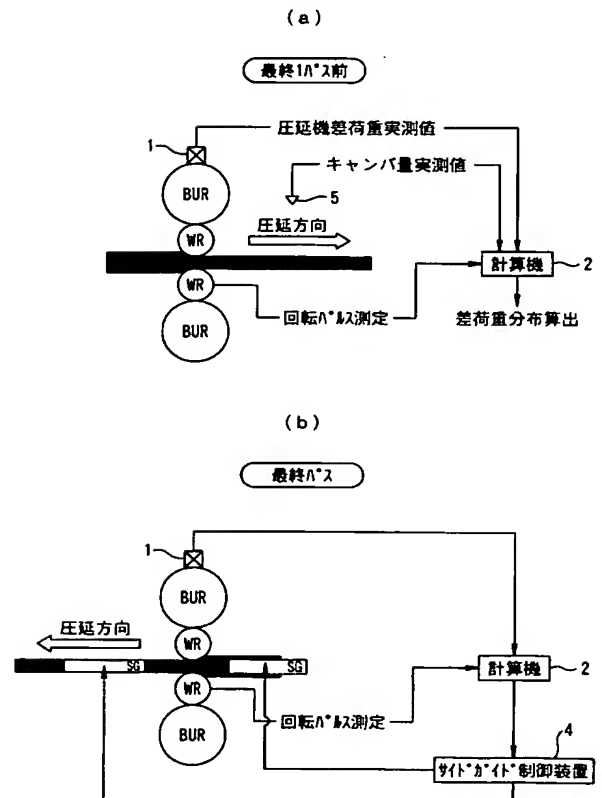 (a)
最終1パス前
圧延機差荷重実測値
1
キャンバ量実測値
5
BUR
圧延方向
WR
計算機
2
WR
回転パルス測定
差荷重分布算出
BUR
(b)
最終パス
1
BUR
圧延方向
WR
SG
SG
計算機
2
WR
回転パルス測定
BUR
4
サイドガイド制御装置